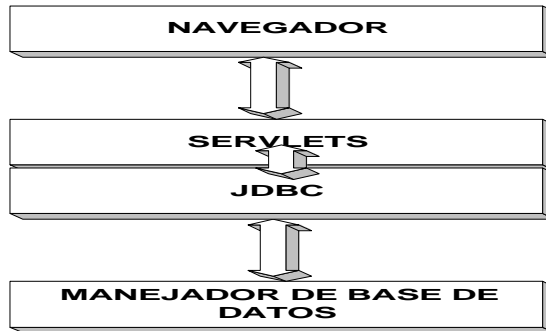 NAVEGADOR
SERVLETS
JDBC
MANEJADOR DE BASE DE
DATOS